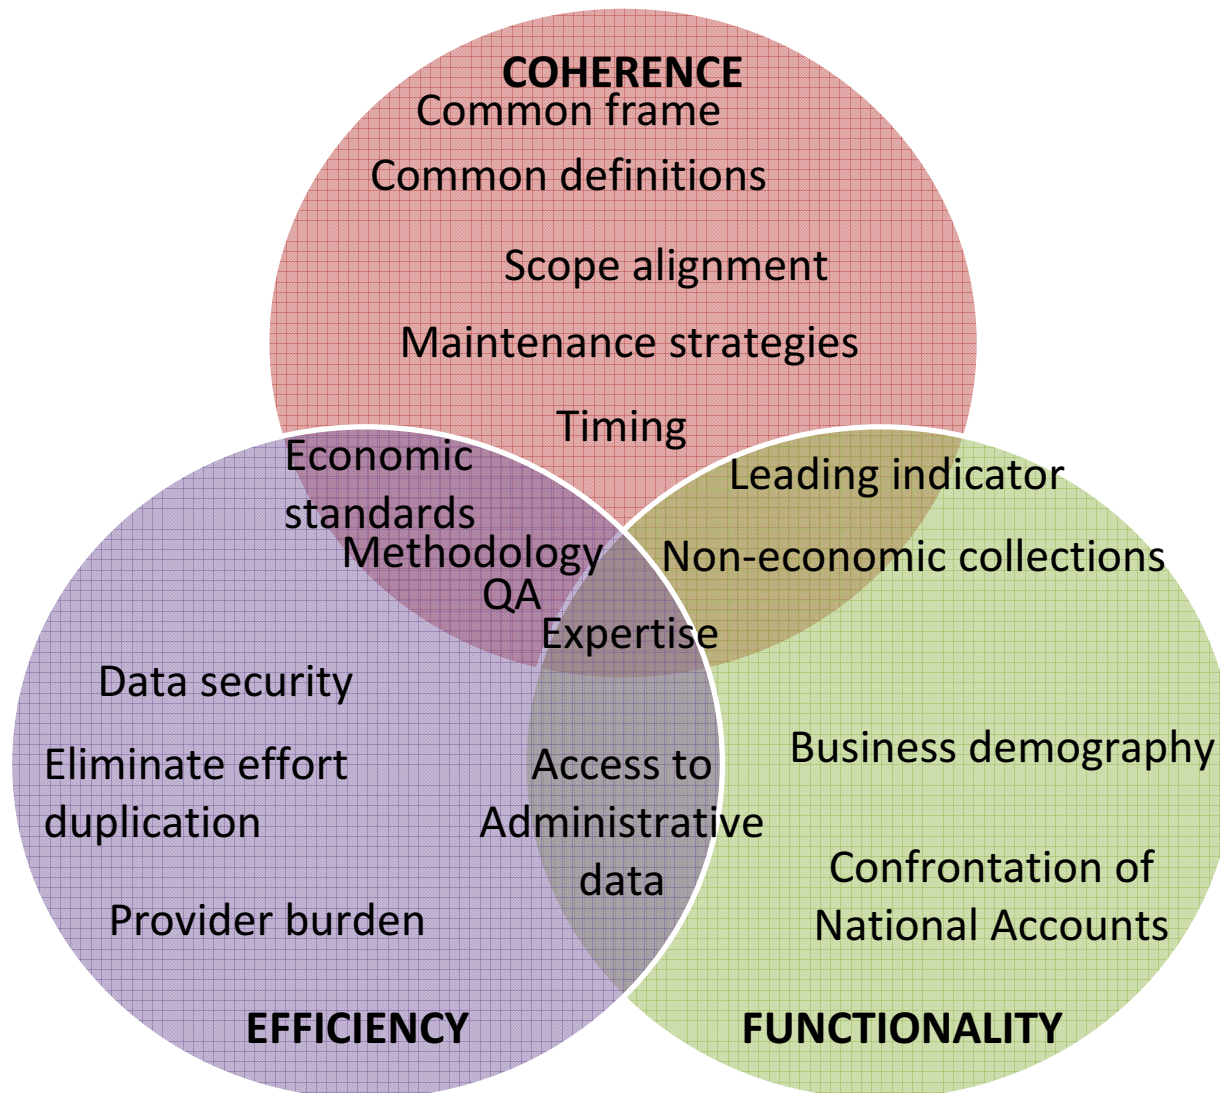 COHERENCE
Common frame
Common definitions
Scope alignment
Maintenance strategies
Timing
Economic
standards
Methodology
QA
Leading indicator
Non-economic collections
Expertise
Data security
Eliminate effort
duplication
Provider burden
EFFICIENCY
Access to
Administrative
data
Business demography
Confrontation of
National Accounts
FUNCTIONALITY